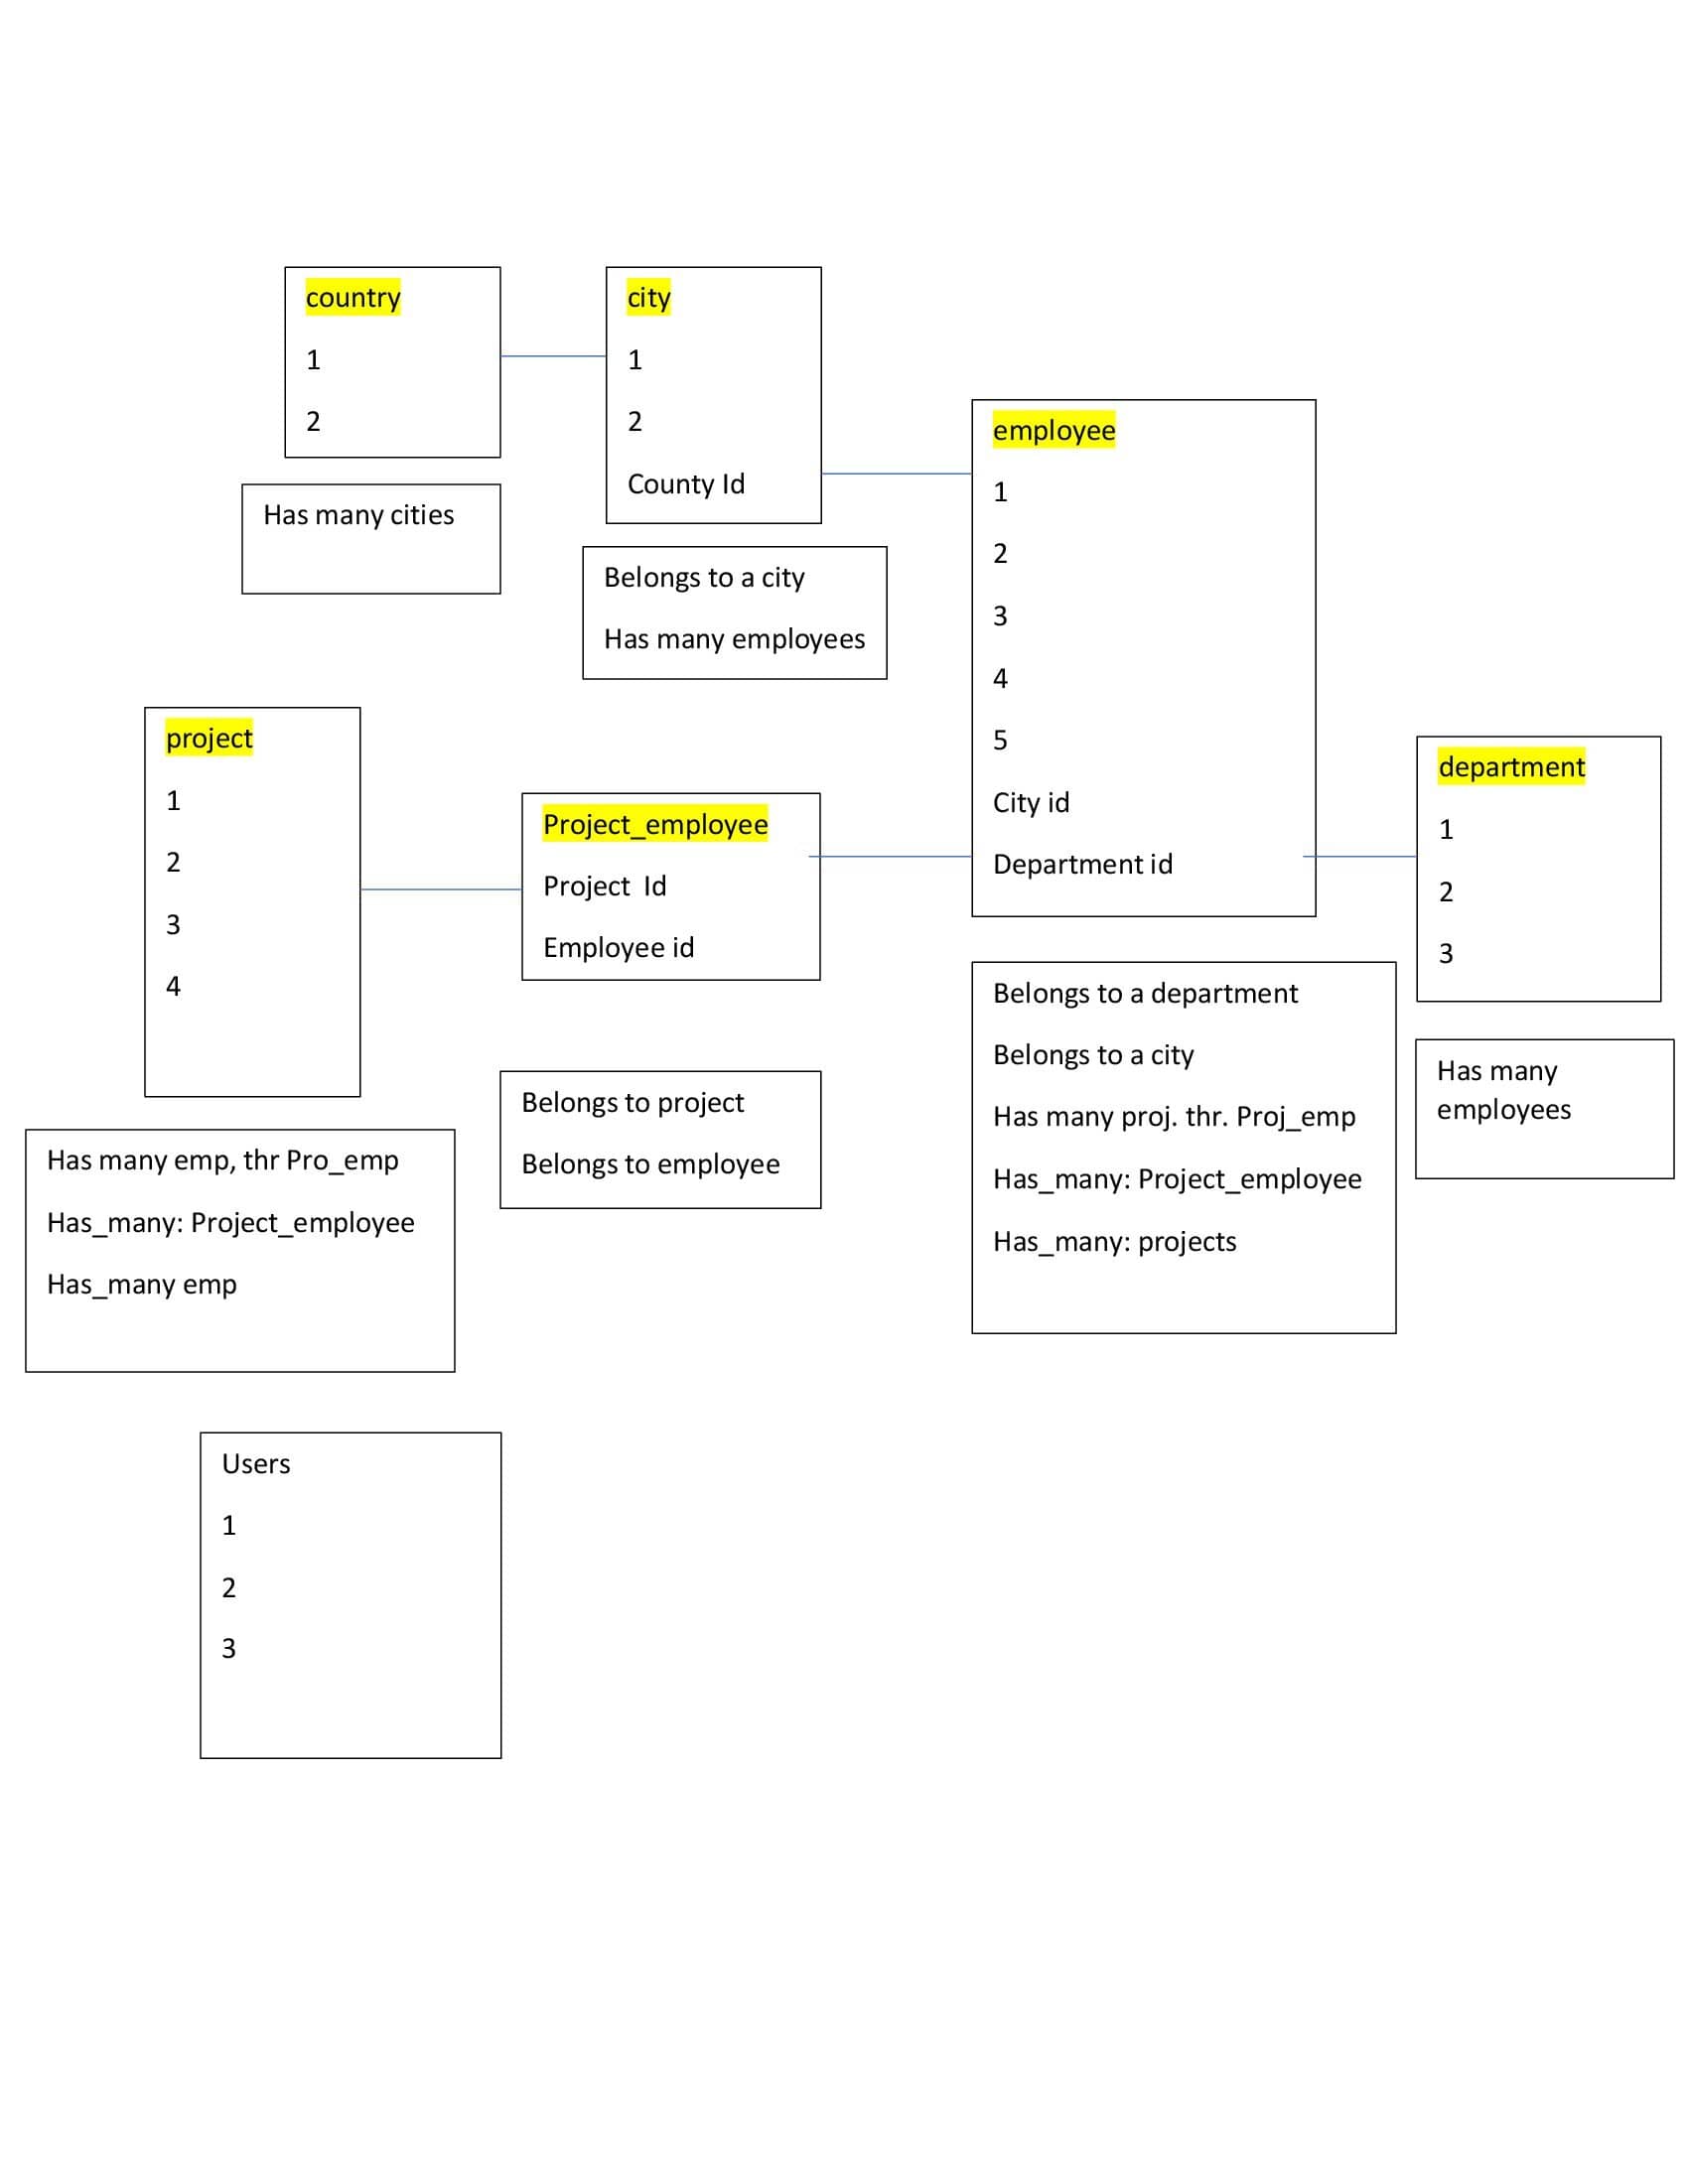 country
1
2
Has many cities
city
1
2
County Id
Belongs to a city
Has many employees
employee
1
2
3
4
5
City id
Department id
Belongs to a department
Belongs to a city
Has many proj. thr. Proj_emp
Has_many: Project_employee
Has_many: projects
department
1
2
3
Has many
employees
project
1
2
3
4
Has many emp, thr Pro_emp
Has_many: Project_employee
Has_many emp
Project_employee
Project  Id
Employee id
Belongs to project
Belongs to employee
Users
1
2
3